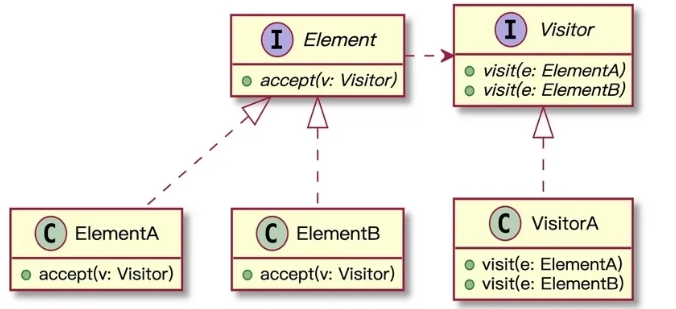 I Element
accept(v: Visitor)
I Visitor
visit(e: ElementA)
visit(e: ElementB)
C ElementA
accept(v: Visitor)
C ElementB
accept(v: Visitor)
C VisitorA
visit(e: ElementA)
visit(e: ElementB)